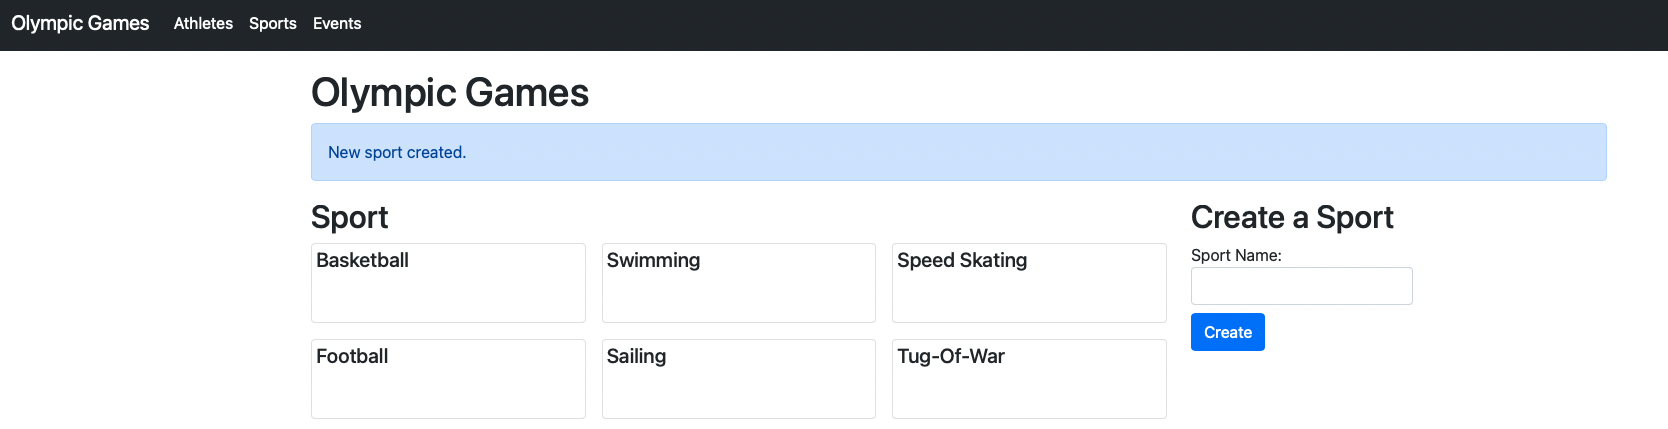 Olympic Games Athletes Sports Events
Olympic Games
New sport created.
Sport
Basketball Swimming Speed Skating
Football Sailing Tug-Of-War
Create a Sport
Sport Name:
Create